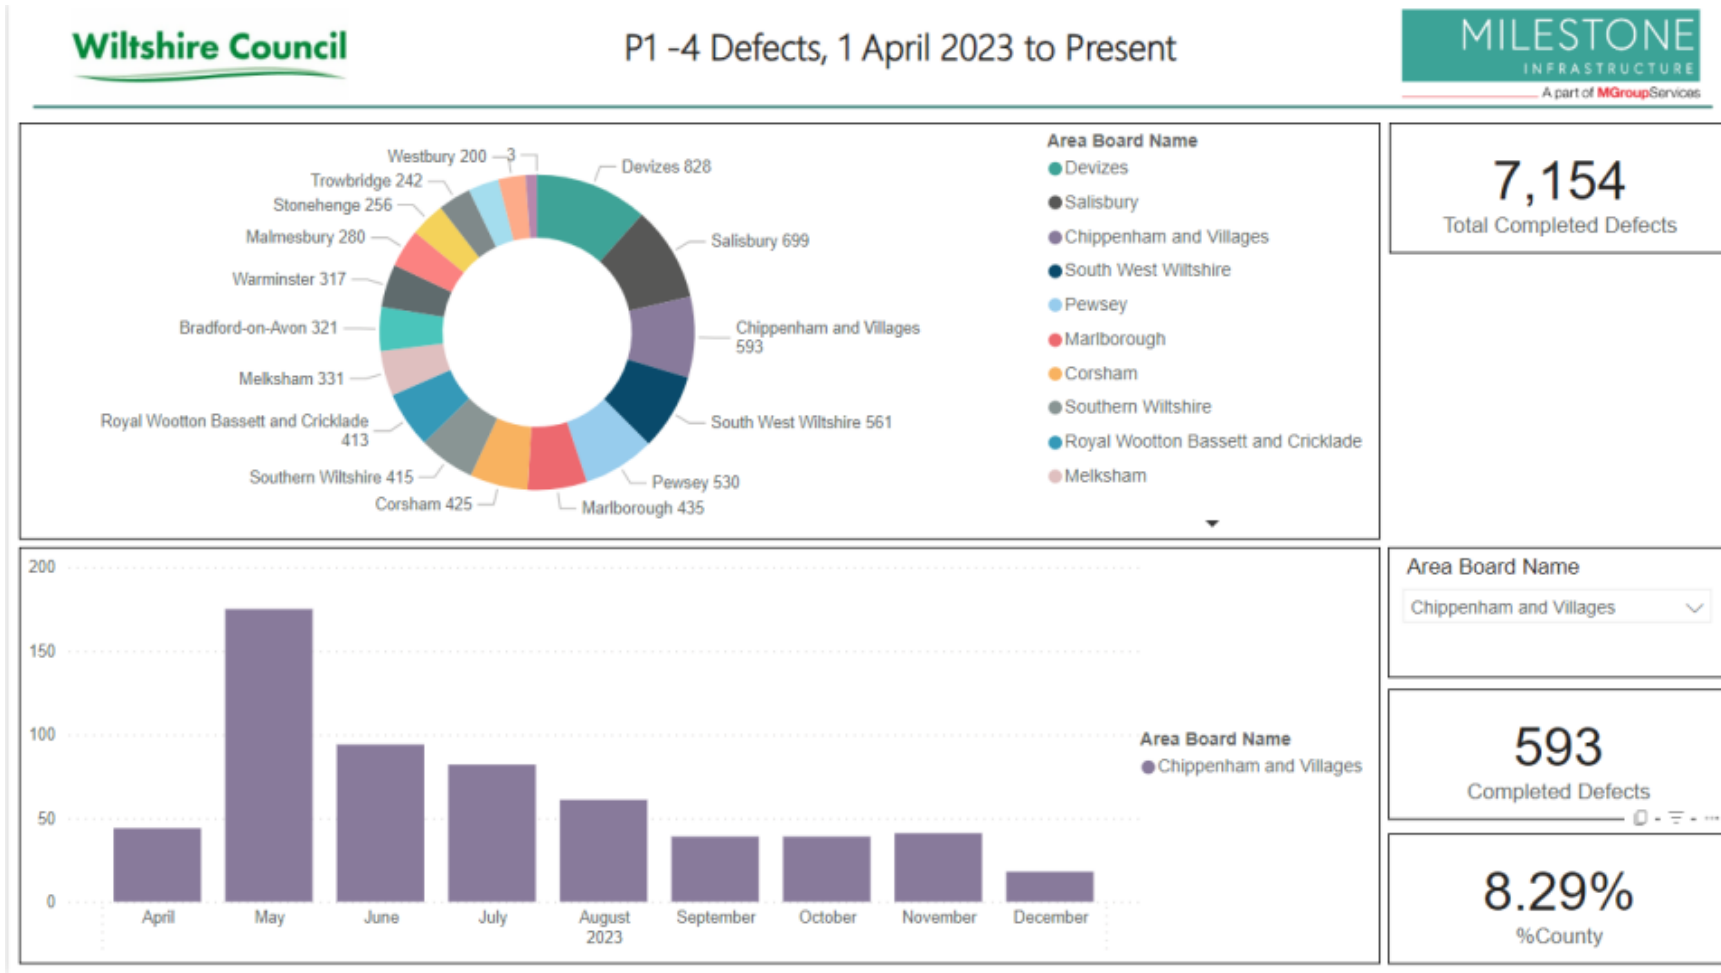 Wiltshire Council
P1 -4 Defects, 1 April 2023 to Present
MILESTONE
INFRASTRUCTURE
A part of MGroupServices
Westbury 200
3
Devizes 828
Trowbridge 242
Stonehenge 256
Malmesbury 280
Salisbury 699
Warminster 317
Bradford-on-Avon 321
Chippenham and Villages
593
Melksham 331
Royal Wootton Bassett and Cricklade
413
South West Wiltshire 561
Southern Wiltshire 415
Pewsey 530
Corsham 425
Marlborough 435
Area Board Name
Devizes
Salisbury
Chippenham and Villages
South West Wiltshire
Pewsey
Marlborough
Corsham
Southern Wiltshire
Royal Wootton Bassett and Cricklade
Melksham
7,154
Total Completed Defects
200
150
100
50
0
April
May
June
July
August
September
October
November
December
2023
Area Board Name
Chippenham and Villages
Area Board Name
Chippenham and Villages
593
Completed Defects
8.29%
%County